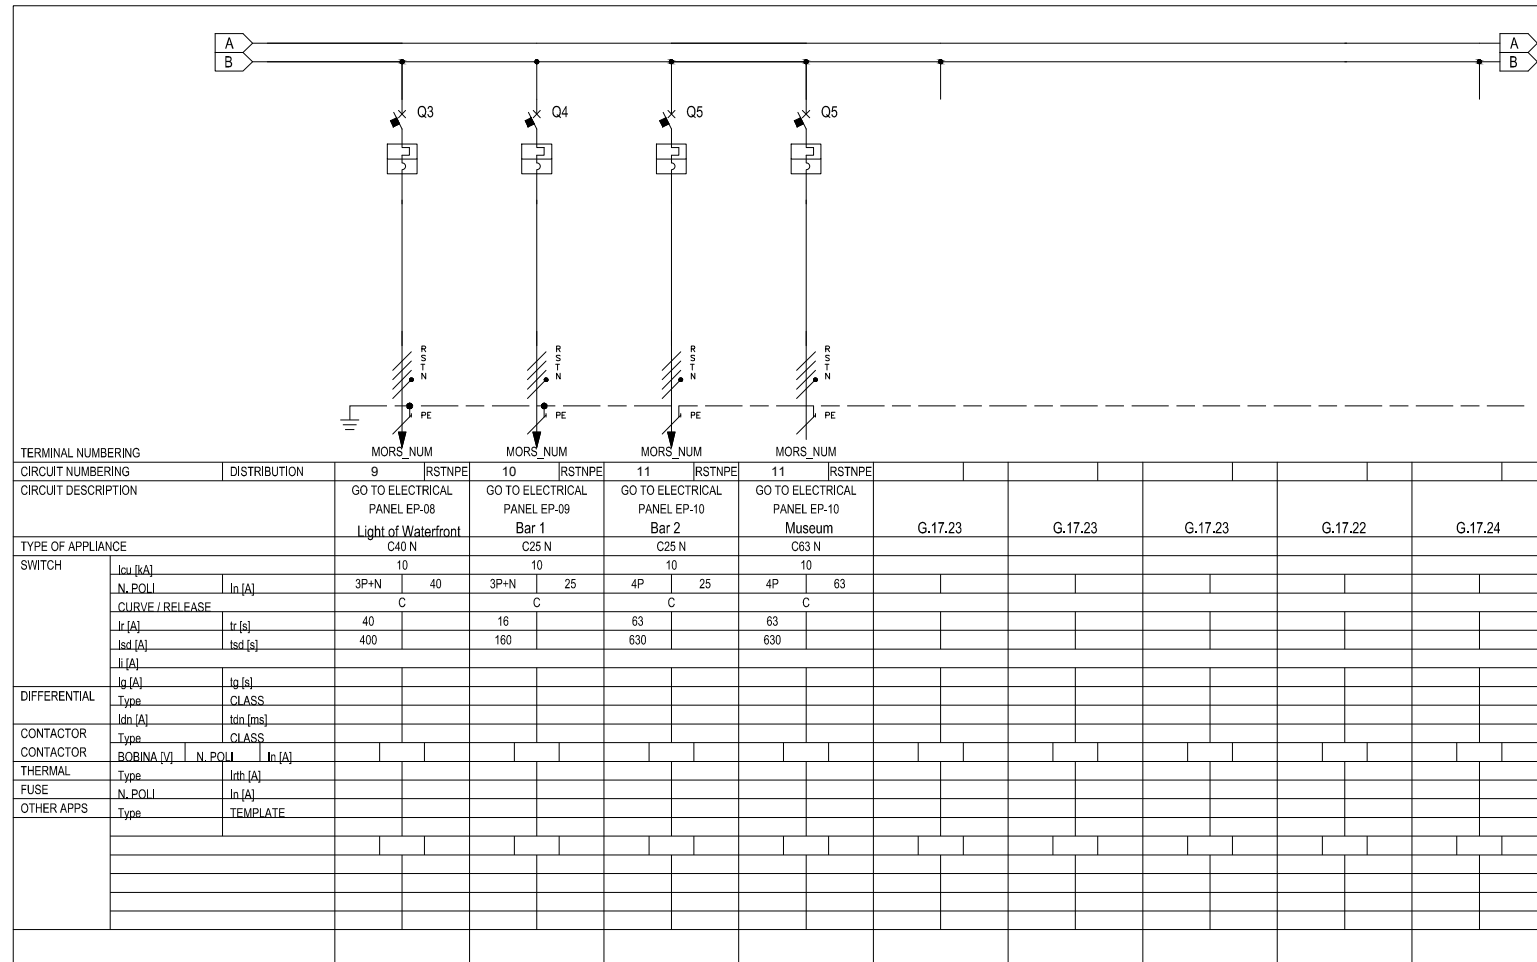 A
A
B
B
Q3
Q4
Q5
Q5
R
S
T
N
R
S
T
N
R
S
T
N
R
S
T
N
PE
PE
PE
PE
TERMINAL NUMBERING
MORS_NUM
MORS_NUM
MORS_NUM
MORS_NUM
CIRCUIT NUMBERING DISTRIBUTION 9 RSTNPE 10 RSTNPE 11 RSTNPE 11 RSTNPE
CIRCUIT DESCRIPTION
GO TO ELECTRICAL
PANEL EP-08
Light of Waterfront
GO TO ELECTRICAL
PANEL EP-09
Bar 1
GO TO ELECTRICAL
PANEL EP-10
Bar 2
GO TO ELECTRICAL
PANEL EP-10
Museum
G.17.23
G.17.23
G.17.23
G.17.22
G.17.24
TYPE OF APPLIANCE C40 N C25 N C25 N C63 N
SWITCH
Icu [kA] 10 10 10 10
N. POLI In [A] 3P+N 40 3P+N 25 4P 25 4P 63
CURVE / RELEASE C C C C
Ir [A] tr [s] 40 16 63 63
Isd [A] tsd [s] 400 160 630 630
Ii [A]
Ig [A] tg [s]
DIFFERENTIAL Type CLASS
Idn [A] tdn [ms]
CONTACTOR Type CLASS
CONTACTOR BOBINA [V] N. POLI In [A]
THERMAL Type Irth [A]
FUSE N. POLI In [A]
OTHER APPS Type TEMPLATE